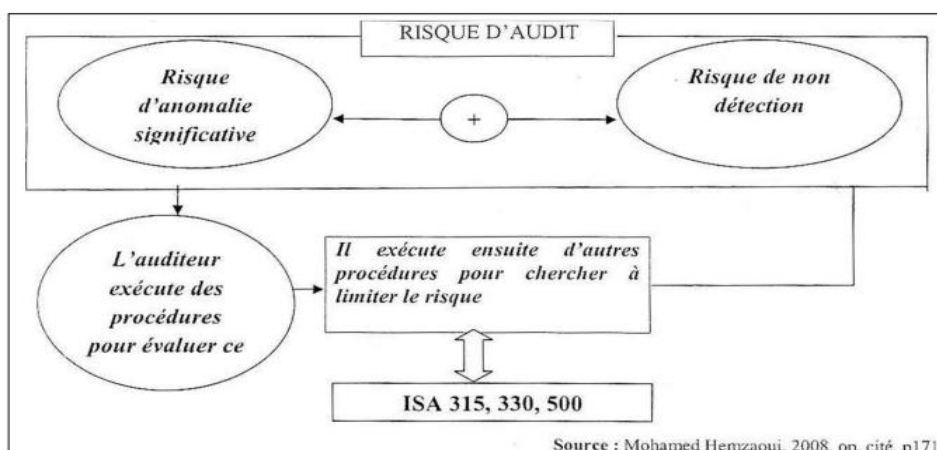 RISQUE D'AUDIT
Risque
d'anomalie
significative
+
Risque de non
détection
L'auditeur
exécute des
procédures
pour évaluer ce
Il exécute ensuite d'autres
procédures pour chercher à
limiter le risque
ISA 315, 330, 500
Source : Mohamed Hemzaoui, 2008, op. cité, p171